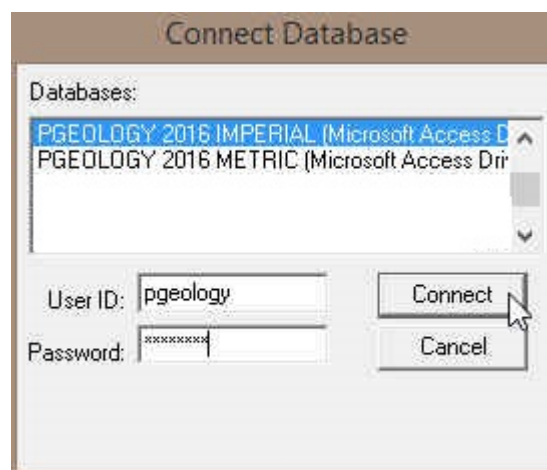 Connect Database
Databases:
PGEOLOGY 2016 IMPERIAL (Microsoft Access D
PGEOLOGY 2016 METRIC (Microsoft Access Dri
User ID: pgeology Connect
Password: ******** Cancel